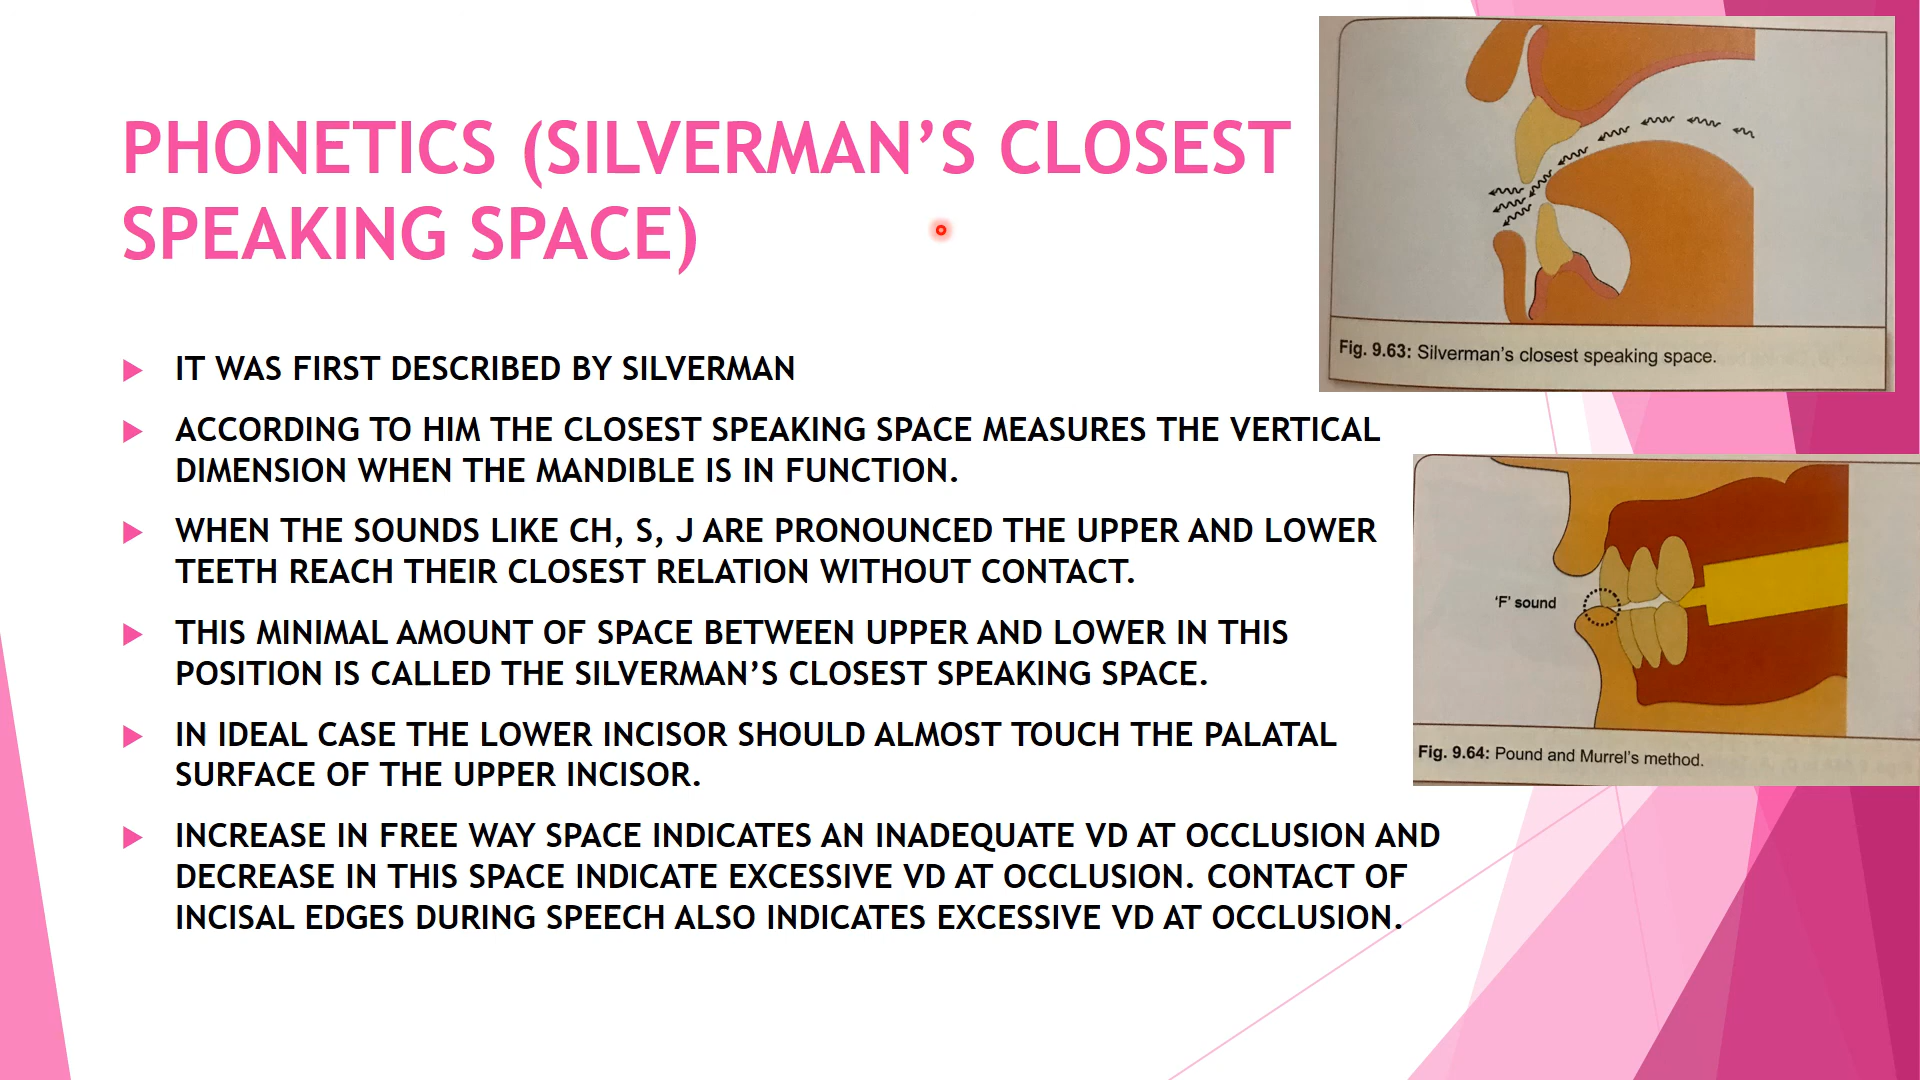 PHONETICS (SILVERMAN’S CLOSEST
SPEAKING SPACE)
IT WAS FIRST DESCRIBED BY SILVERMAN
ACCORDING TO HIM THE CLOSEST SPEAKING SPACE MEASURES THE VERTICAL
DIMENSION WHEN THE MANDIBLE IS IN FUNCTION.
WHEN THE SOUNDS LIKE CH, S, J ARE PRONOUNCED THE UPPER AND LOWER
TEETH REACH THEIR CLOSEST RELATION WITHOUT CONTACT.
THIS MINIMAL AMOUNT OF SPACE BETWEEN UPPER AND LOWER IN THIS
POSITION IS CALLED THE SILVERMAN’S CLOSEST SPEAKING SPACE.
IN IDEAL CASE THE LOWER INCISOR SHOULD ALMOST TOUCH THE PALATAL
SURFACE OF THE UPPER INCISOR.
INCREASE IN FREE WAY SPACE INDICATES AN INADEQUATE VD AT OCCLUSION AND
DECREASE IN THIS SPACE INDICATE EXCESSIVE VD AT OCCLUSION. CONTACT OF
INCISAL EDGES DURING SPEECH ALSO INDICATES EXCESSIVE VD AT OCCLUSION.
Fig. 9.63: Silverman’s closest speaking space.
‘F’ sound
Fig. 9.64: Pound and Murrel’s method.